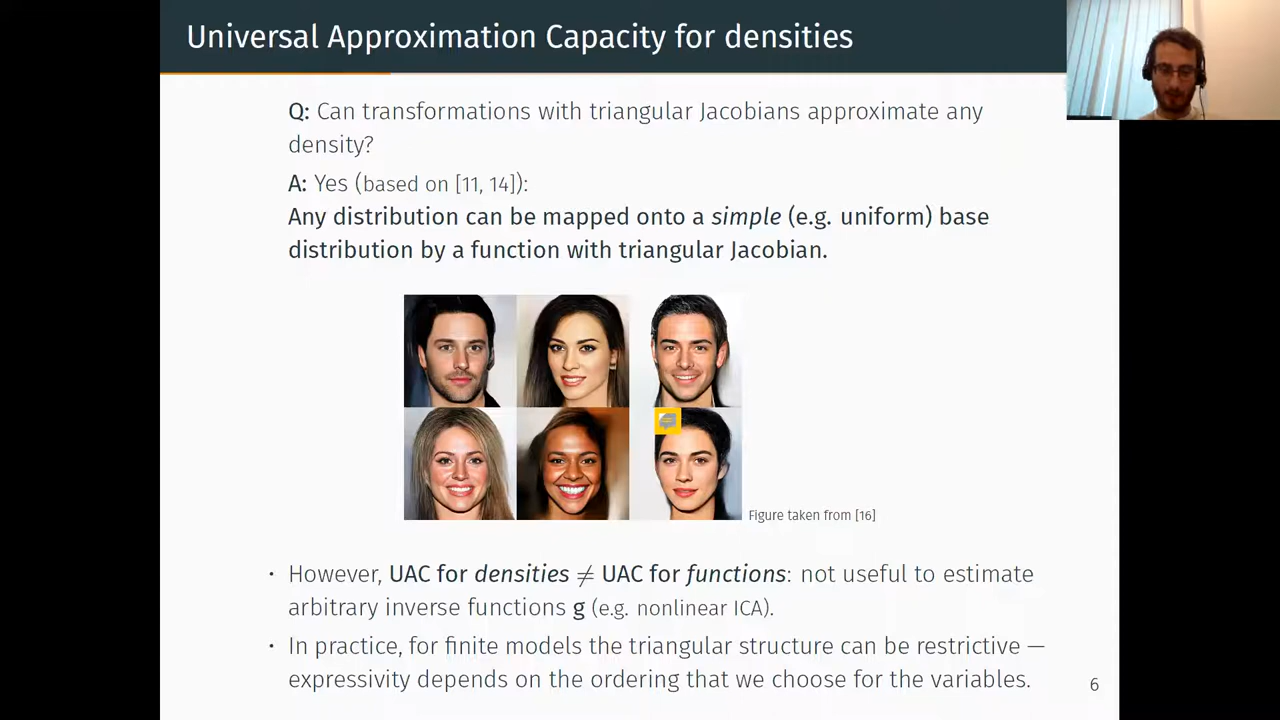 Universal Approximation Capacity for densities
Q: Can transformations with triangular Jacobians approximate any
density?
A: Yes (based on [11, 14]):
Any distribution can be mapped onto a simple (e.g. uniform) base
distribution by a function with triangular Jacobian.
Figure taken from [16]
· However, UAC for densities ≠ UAC for functions: not useful to estimate
arbitrary inverse functions g (e.g. nonlinear ICA).
· In practice, for finite models the triangular structure can be restrictive —
expressivity depends on the ordering that we choose for the variables.
6